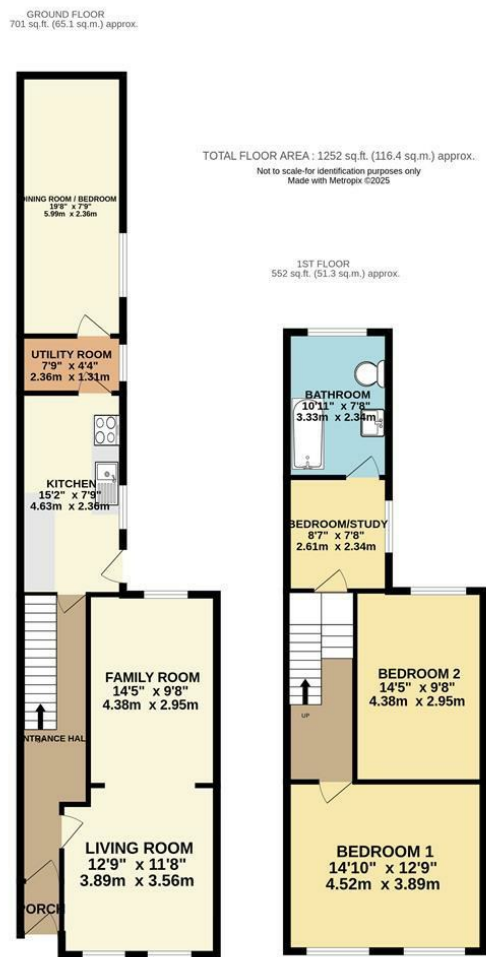 GROUND FLOOR
701 sq.ft. (65.1 sq.m.) approx.
DINING ROOM / BEDROOM
19'8" x 7'9"
5.99m x 2.36m
UTILITY ROOM
7'9" x 4'4"
2.36m x 1.31m
KITCHEN
15'2" x 7'9"
4.63m x 2.36m
FAMILY ROOM
14'5" x 9'8"
4.38m x 2.95m
UP
ENTRANCE HALL
LIVING ROOM
12'9" x 11'8"
3.89m x 3.56m
PORCH
TOTAL FLOOR AREA : 1252 sq.ft. (116.4 sq.m.) approx.
Not to scale-for identification purposes only
Made with Metropix ©2025
1ST FLOOR
552 sq.ft. (51.3 sq.m.) approx.
BATHROOM
10'11" x 7'8"
3.33m x 2.34m
BEDROOM/STUDY
8'7" x 7'8"
2.61m x 2.34m
BEDROOM 2
14'5" x 9'8"
4.38m x 2.95m
UP
BEDROOM 1
14'10" x 12'9"
4.52m x 3.89m